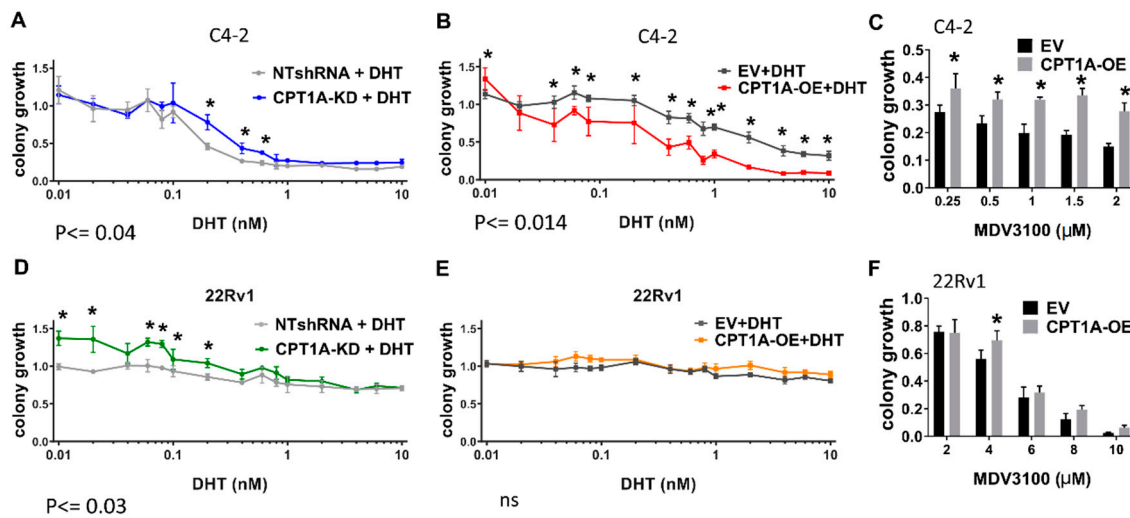 A
C4-2
NTshRNA + DHT
CPT1A-KD + DHT
colony growth
1.5
1.0
0.5
0.0
*
* *
0.01
0.1
1
10
DHT (nM)
P<= 0.04
B
C4-2
EV+DHT
CPT1A-OE+DHT
colony growth
1.5
1.0
0.5
0.0
* * * * * * * * * * * *
0.01
0.1
1
10
DHT (nM)
P<= 0.014
C
C4-2
EV
CPT1A-OE
colony growth
0.5
0.4
0.3
0.2
0.1
0.0
* * * * *
0.25
0.5
1
1.5
2
MDV3100 (µM)
D
22Rv1
NTshRNA + DHT
CPT1A-KD + DHT
colony growth
1.5
1.0
0.5
0.0
* * * * * *
0.01
0.1
1
10
DHT (nM)
P<= 0.03
E
22Rv1
EV+DHT
CPT1A-OE+DHT
colony growth
1.5
1.0
0.5
0.0
0.01
0.1
1
10
DHT (nM)
ns
F
22Rv1
EV
CPT1A-OE
colony growth
1.0
0.8
0.6
0.4
0.2
0.0
*
2
4
6
8
10
MDV3100 (µM)